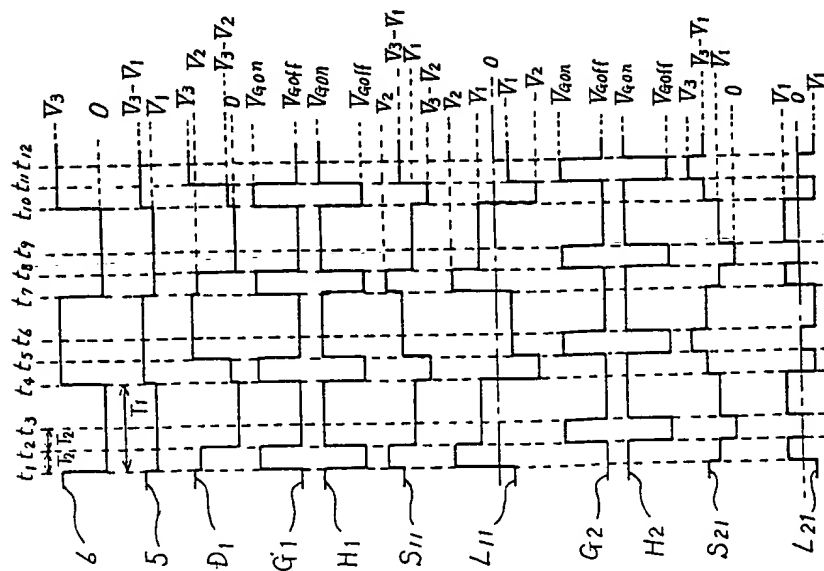 t₁ t₂ t₃ t₄ t₅ t₆ t₇ t₈ t₉ t₁₀ t₁₁ t₁₂
T₂ T₂
T₁
6
V₃
0
5
V₃-V₁
V₁
D₁
V₃
V₂
V₃-V₂
0
G₁
VGon
VGoff
H₁
VGon
VGoff
S₁₁
V₂
V₃-V₁
V₁
V₃-V₂
L₁₁
V₂
V₁
0
V₁
V₂
G₂
VGon
VGoff
H₂
VGon
VGoff
S₂₁
V₃
V₃-V₁
V₁
0
L₂₁
V₁
0
V₁